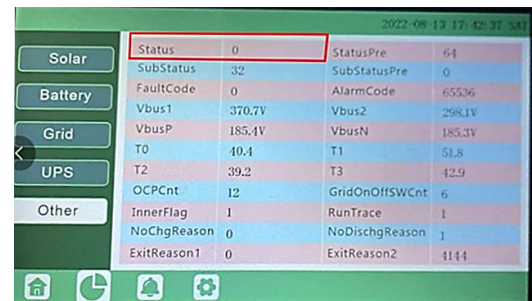 2022-08-13 17:42:37 SAT
Solar
Battery
Grid
UPS
Other
Status 0 StatusPre 64
SubStatus 32 SubStatusPre 0
FaultCode 0 AlarmCode 65536
Vbus1 370.7V Vbus2 298.1V
VbusP 185.4V VbusN 185.3V
T0 40.4 T1 51.8
T2 39.2 T3 42.9
OCPCnt 12 GridOnOffSWCnt 6
InnerFlag 1 RunTrace 1
NoChgReason 0 NoDischgReason 1
ExitReason1 0 ExitReason2 4144